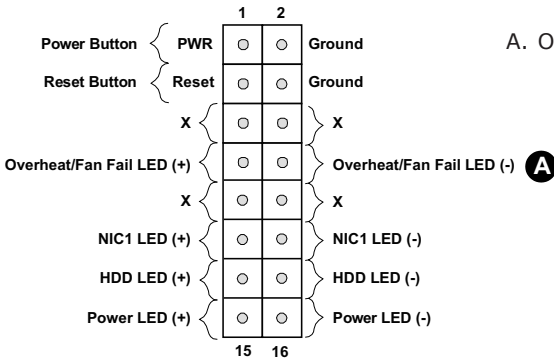 1 2
Power Button PWR Ground A. O
Reset Button Reset Ground
X X
Overheat/Fan Fail LED (+) Overheat/Fan Fail LED (-) A
X X
NIC1 LED (+) NIC1 LED (-)
HDD LED (+) HDD LED (-)
Power LED (+) Power LED (-)
15 16